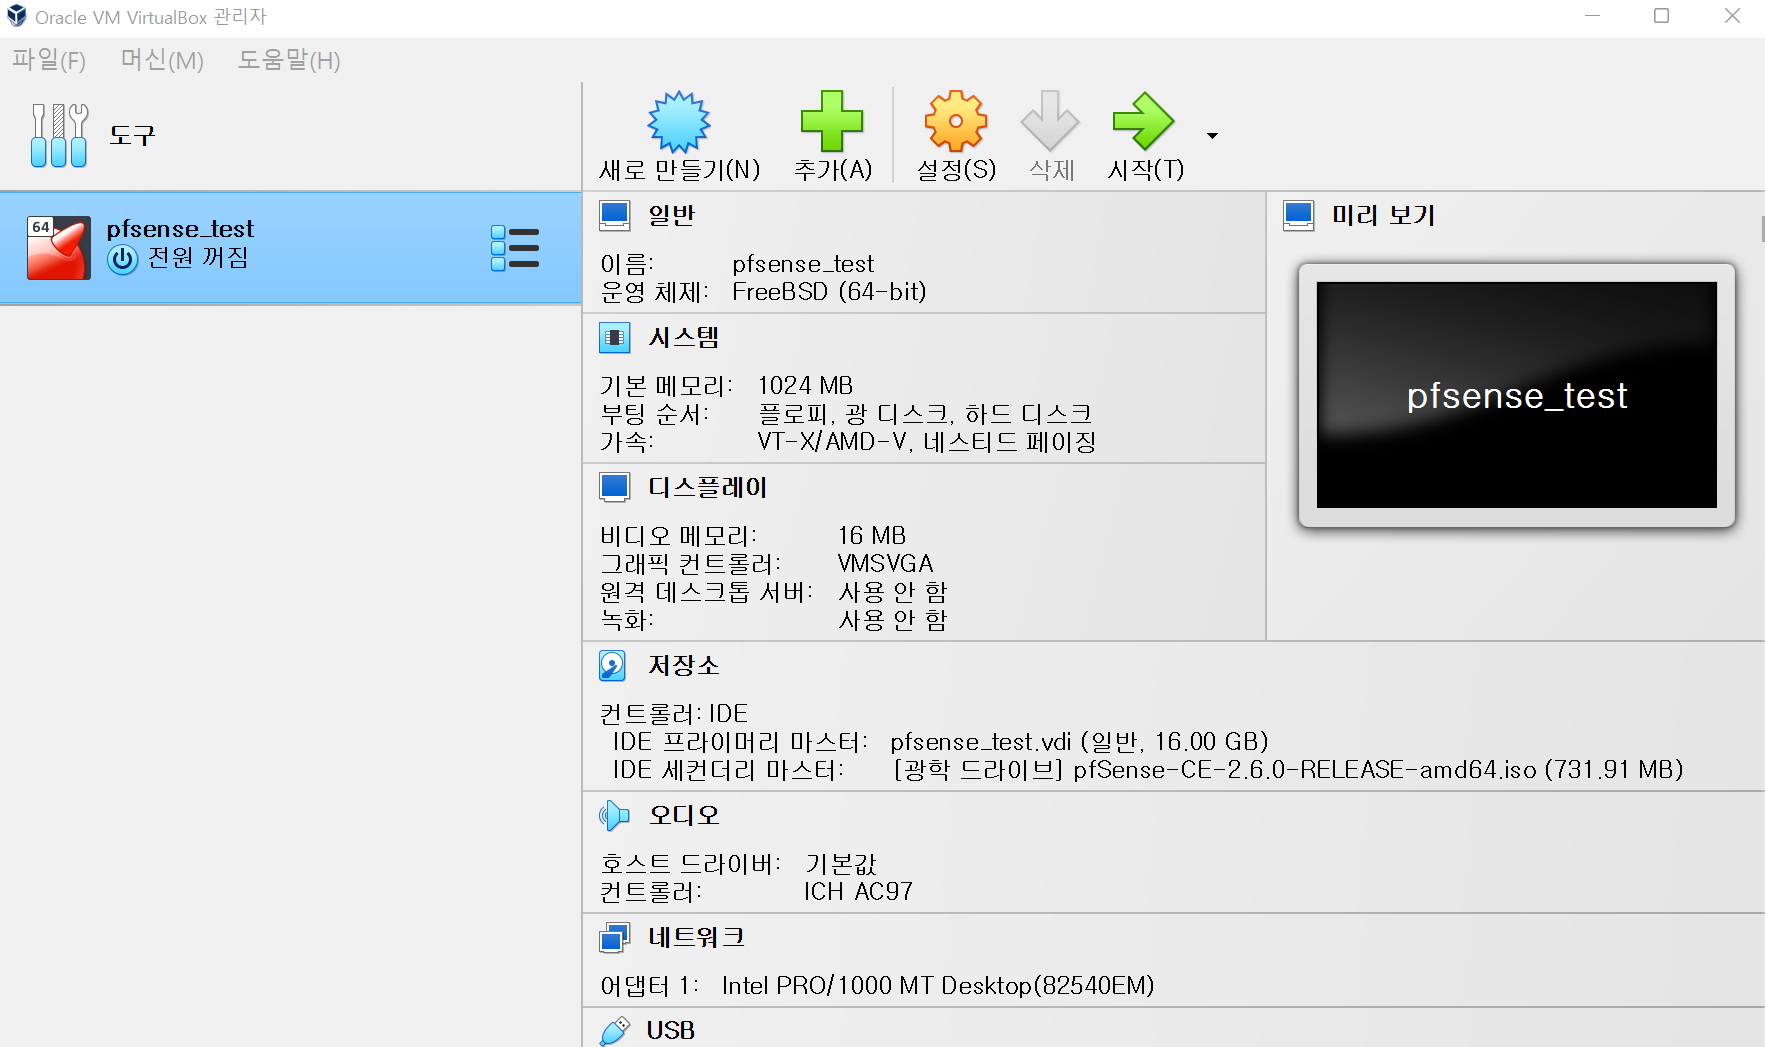 Oracle VM VirtualBox 관리자
파일(F) 머신(M) 도움말(H)
도구
새로 만들기(N) 추가(A) 설정(S) 삭제 시작(T)
64
pfsense_test
전원 꺼짐
일반
이름: pfsense_test
운영 체제: FreeBSD (64-bit)
시스템
기본 메모리: 1024 MB
부팅 순서: 플로피, 광 디스크, 하드 디스크
가속: VT-X/AMD-V, 네스티드 페이징
디스플레이
비디오 메모리: 16 MB
그래픽 컨트롤러: VMSVGA
원격 데스크톱 서버: 사용 안 함
녹화: 사용 안 함
미리 보기
pfsense_test
저장소
컨트롤러: IDE
IDE 프라이머리 마스터: pfsense_test.vdi (일반, 16.00 GB)
IDE 세컨더리 마스터: [광학 드라이브] pfSense-CE-2.6.0-RELEASE-amd64.iso (731.91 MB)
오디오
호스트 드라이버: 기본값
컨트롤러: ICH AC97
네트워크
어댑터 1: Intel PRO/1000 MT Desktop(82540EM)
USB